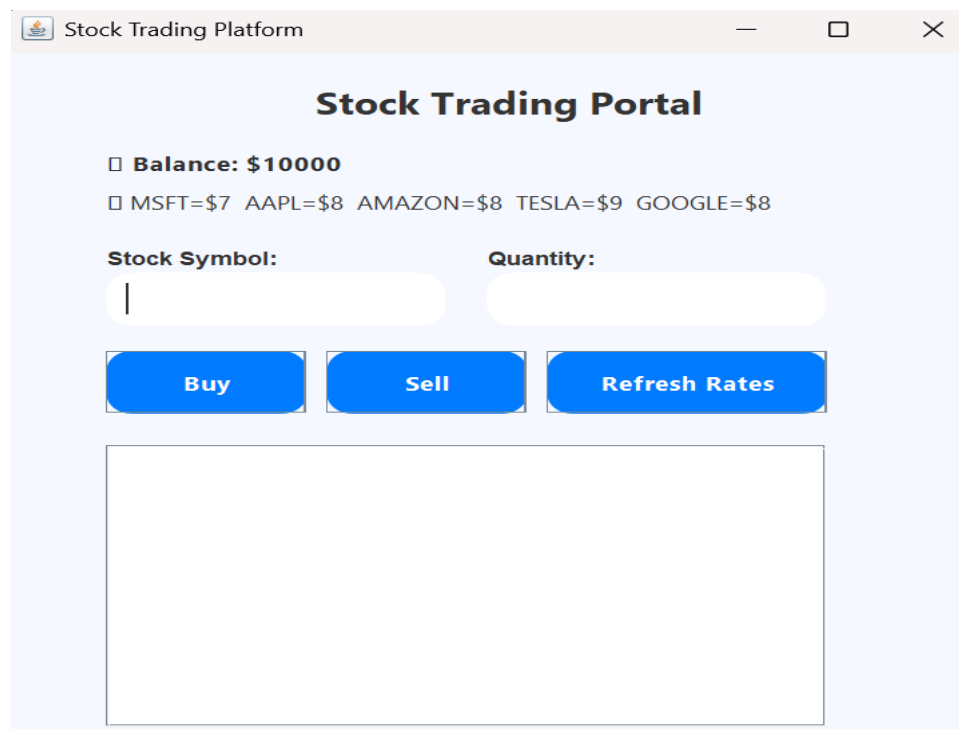 Stock Trading Platform
Stock Trading Portal
▯ Balance: $10000
▯ MSFT=$7 AAPL=$8 AMAZON=$8 TESLA=$9 GOOGLE=$8
Stock Symbol: Quantity:
Buy Sell Refresh Rates